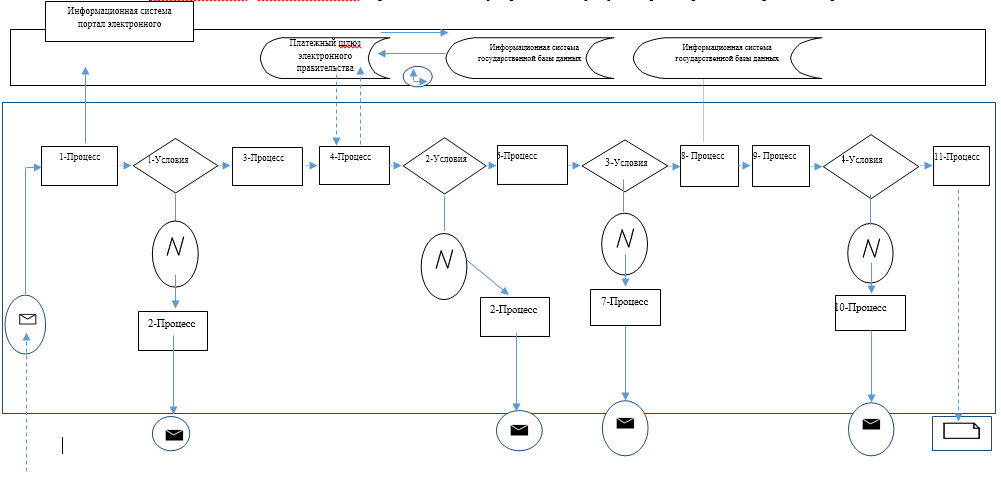 Информационная система
портал электронного
Платежный шлюз
электронного
правительства
Информационная система
государственной базы данных
Информационная система
государственной базы данных
1-Процесс
1-Условия
3-Процесс
4-Процесс
2-Условия
5-Процесс
3-Условия
8- Процесс
9- Процесс
4-Условия
11-Процесс
N
N
N
N
2-Процесс
2-Процесс
7-Процесс
10-Процесс